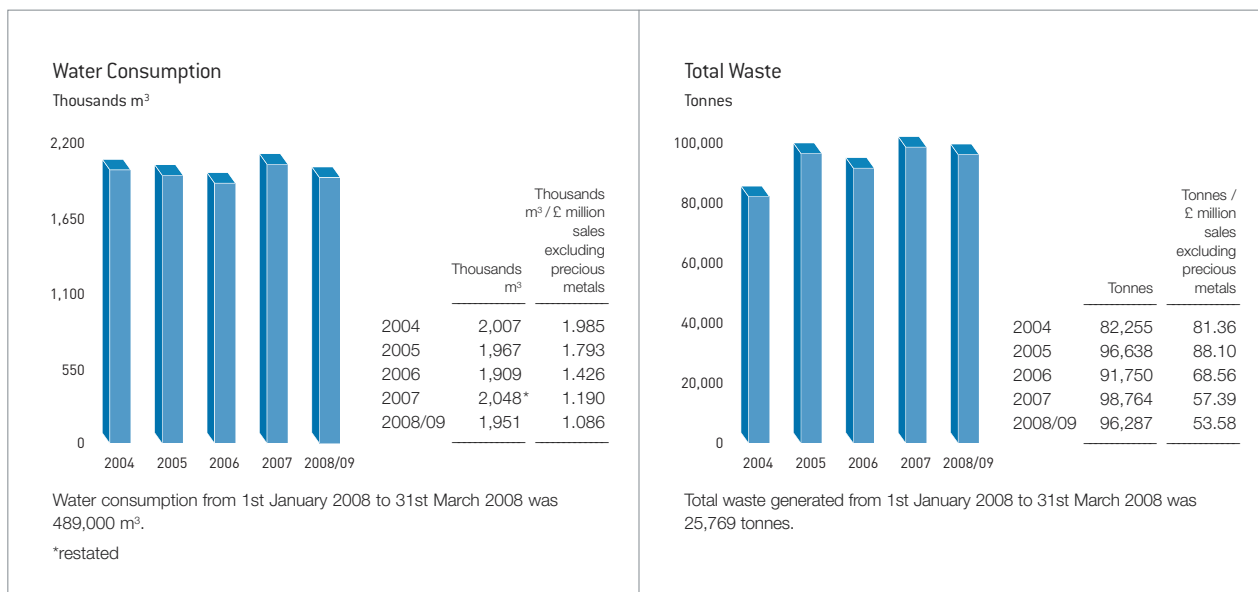 Water Consumption
Thousands m³
2,200
1,650
1,100
550
0
2004 2005 2006 2007 2008/09
Thousands
m³ / £ million
sales
excluding
Thousands precious
m³ metals
2004 2,007 1.985
2005 1,967 1.793
2006 1,909 1.426
2007 2,048* 1.190
2008/09 1,951 1.086
Water consumption from 1st January 2008 to 31st March 2008 was
489,000 m³.
*restated
Total Waste
Tonnes
100,000
80,000
60,000
40,000
20,000
0
2004 2005 2006 2007 2008/09
Tonnes /
£ million
sales
excluding
precious
Tonnes metals
2004 82,255 81.36
2005 96,638 88.10
2006 91,750 68.56
2007 98,764 57.39
2008/09 96,287 53.58
Total waste generated from 1st January 2008 to 31st March 2008 was
25,769 tonnes.